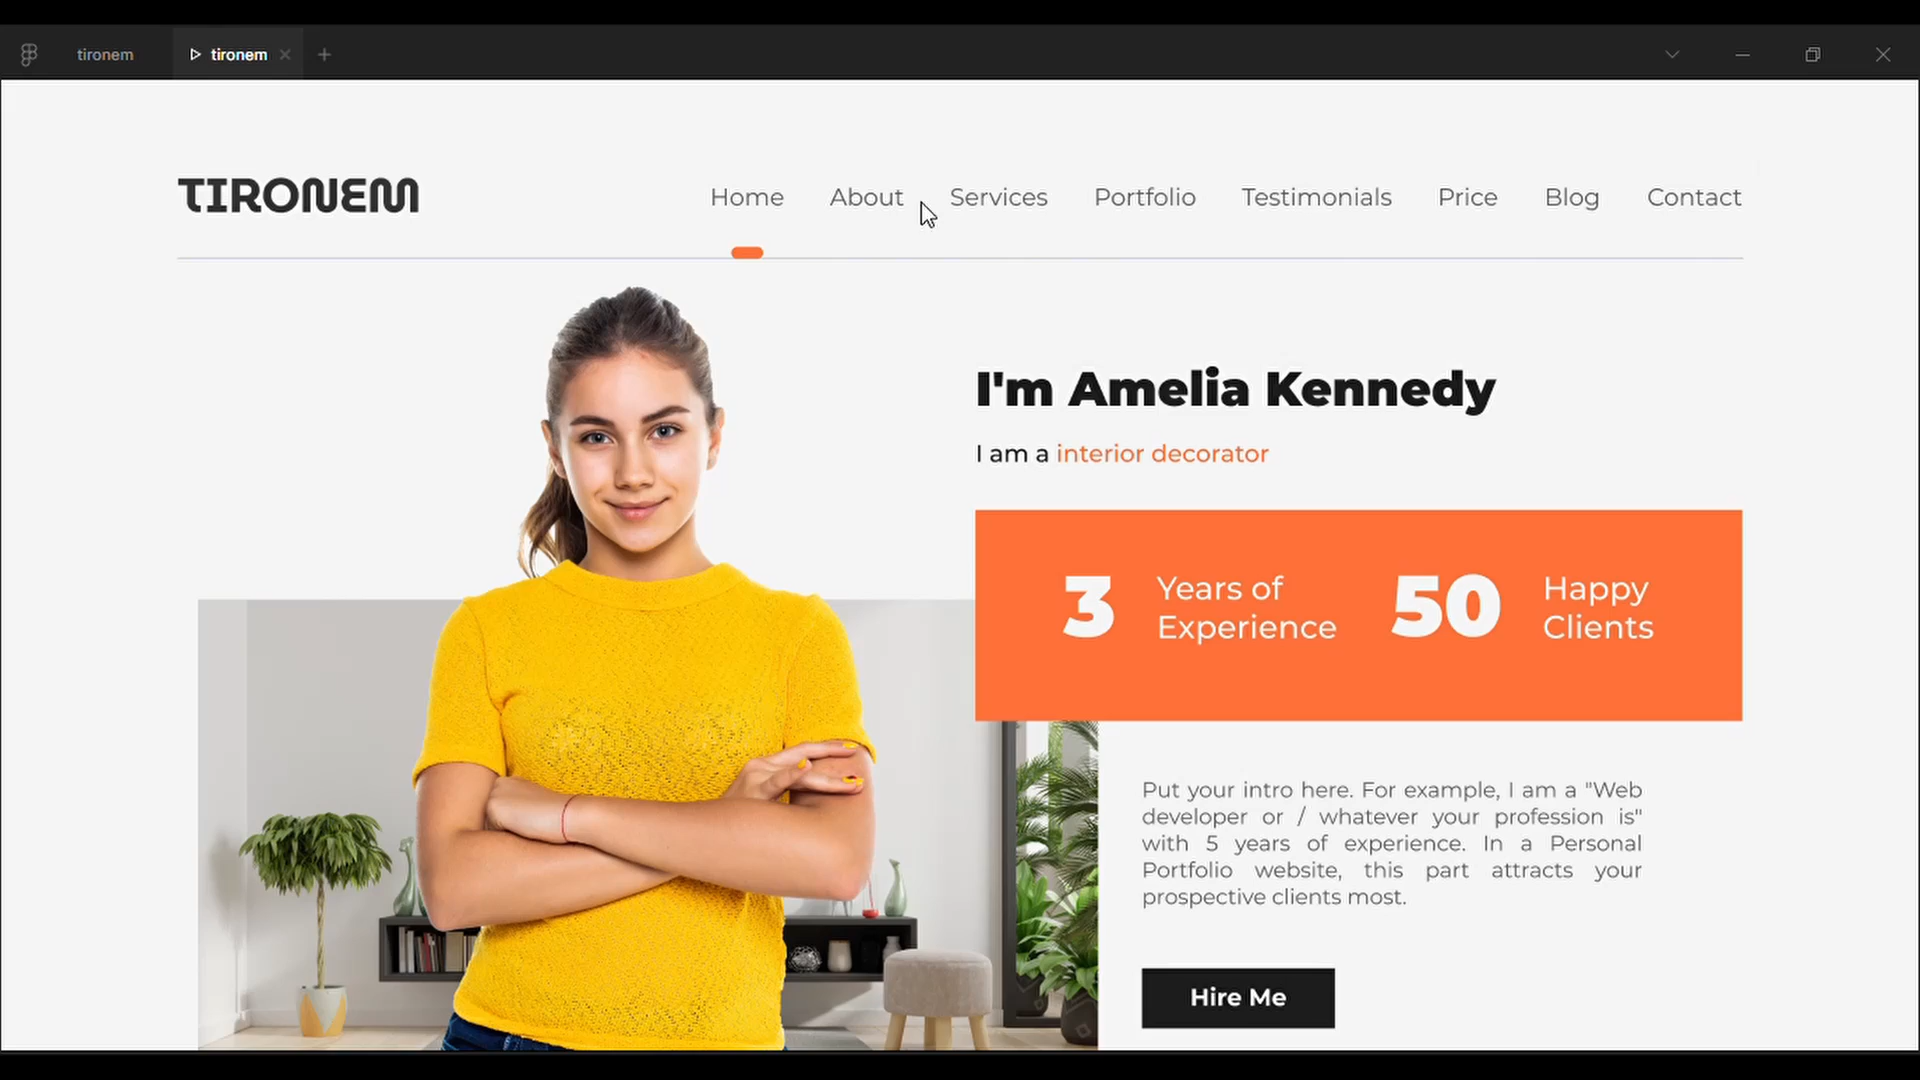 tironem
tironem
TIRONEM
Home About Services Portfolio Testimonials Price Blog Contact
I'm Amelia Kennedy
I am a interior decorator
3 Years of Experience
50 Happy Clients
Put your intro here. For example, I am a "Web
developer or / whatever your profession is"
with 5 years of experience. In a Personal
Portfolio website, this part attracts your
prospective clients most.
Hire Me